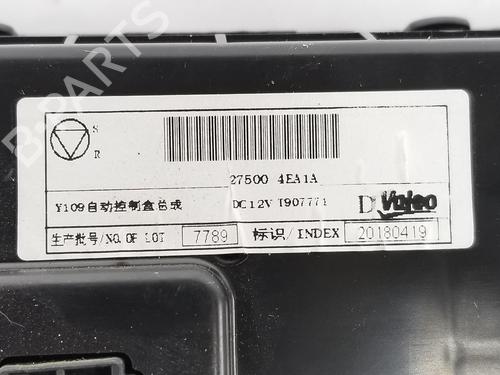 S
R
27500 4EA1A
Y109自动控制盒总成
DC12V T907771
D Valeo
生产批号/NO.OF LOT 7789 标识/INDEX 20180419
B-PARTS